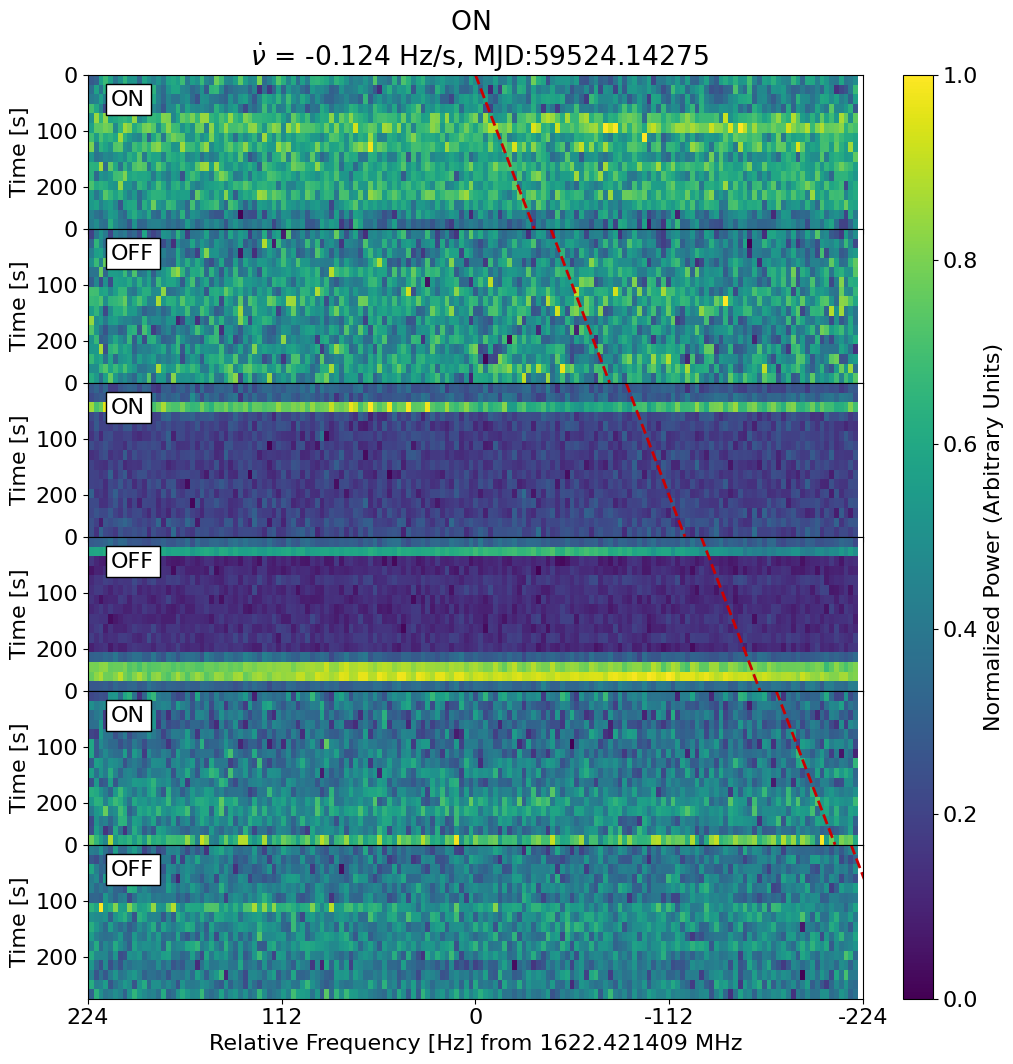 ON
ν̇ = -0.124 Hz/s, MJD:59524.14275
0
ON
100
200
Time [s]
0
OFF
100
200
Time [s]
0
ON
100
200
Time [s]
0
OFF
100
200
Time [s]
0
ON
100
200
Time [s]
0
OFF
100
200
Time [s]
224 112 0 -112 -224
Relative Frequency [Hz] from 1622.421409 MHz
1.0
0.8
0.6
0.4
0.2
0.0
Normalized Power (Arbitrary Units)